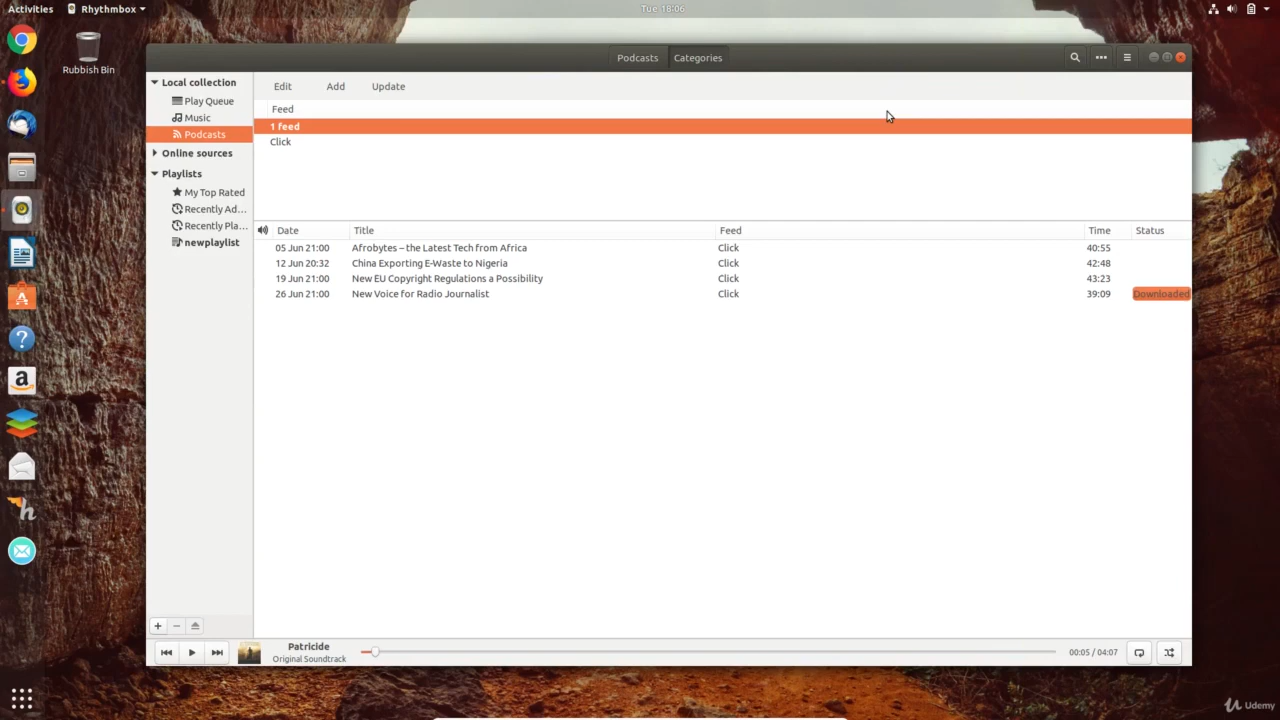 Activities Rhythmbox Tue 18:06
Rubbish Bin
Podcasts Categories
Local collection
Play Queue
Music
Podcasts
Online sources
Playlists
My Top Rated
Recently Ad...
Recently Pla...
newplaylist
Edit Add Update
Feed
1 feed
Click
Date Title Feed Time Status
05 Jun 21:00 Afrobytes – the Latest Tech from Africa Click 40:55
12 Jun 20:32 China Exporting E-Waste to Nigeria Click 42:48
19 Jun 21:00 New EU Copyright Regulations a Possibility Click 43:23
26 Jun 21:00 New Voice for Radio Journalist Click 39:09 Downloaded
Patricide
Original Soundtrack
00:05 / 04:07
Udemy